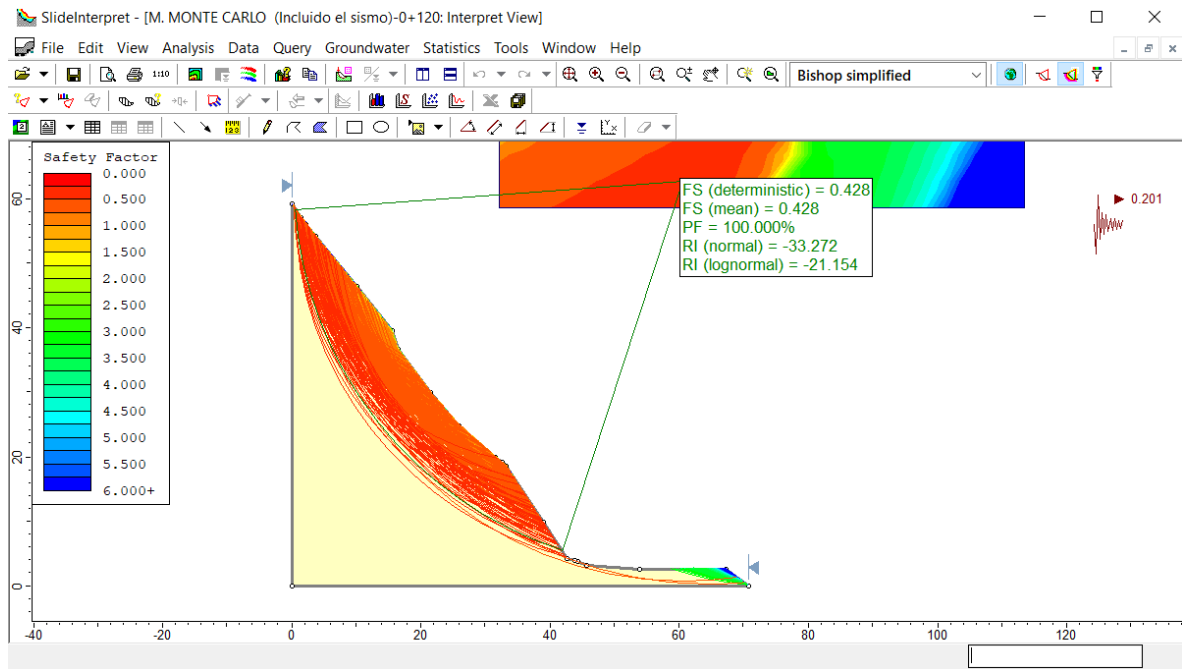 SlideInterpret - [M. MONTE CARLO  (Incluido el sismo)-0+120: Interpret View]
File Edit View Analysis Data Query Groundwater Statistics Tools Window Help
1:10
Bishop simplified
Safety Factor
0.000
0.500
1.000
1.500
2.000
2.500
3.000
3.500
4.000
4.500
5.000
5.500
6.000+
FS (deterministic) = 0.428
FS (mean) = 0.428
PF = 100.000%
RI (normal) = -33.272
RI (lognormal) = -21.154
0.201
60
40
20
0
-40 -20 0 20 40 60 80 100 120